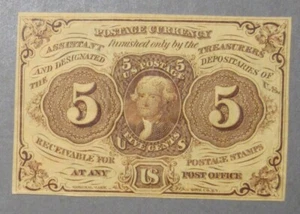 POSTAGE CURRENCY
Furnished only by the
ASSISTANT TREASURERS
AND DESIGNATED DEPOSITARIES OF
THE U.S.
5 5
U.S. POSTAGE
5 5
FIVE CENTS
RECEIVABLE FOR POSTAGE STAMPS
AT ANY US POST OFFICE